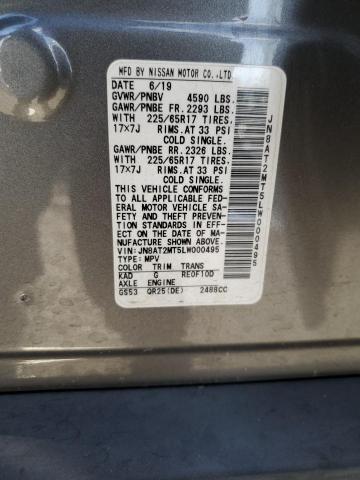 MFD BY NISSAN MOTOR CO.,LTD.
DATE 6/19
GVWR/PNBV 4590 LBS.
GAWR/PNBE FR. 2293 LBS.
WITH 225/65R17 TIRES,
17X7J RIMS, AT 33 PSI
COLD SINGLE.
GAWR/PNBE RR. 2326 LBS.
WITH 225/65R17 TIRES,
17X7J RIMS, AT 33 PSI
COLD SINGLE.
THIS VEHICLE CONFORMS
TO ALL APPLICABLE FED-
ERAL MOTOR VEHICLE SA-
FETY AND THEFT PREVEN-
TION STANDARDS IN EFF-
ECT ON THE DATE OF MAN-
UFACTURE SHOWN ABOVE.
VIN: JN8AT2MT5LW000495
TYPE: MPV
COLOR TRIM TRANS
KAD G RE0F10D
AXLE ENGINE
GS53 QR25(DE) 2488CC
JN8AT2MT5LW000495